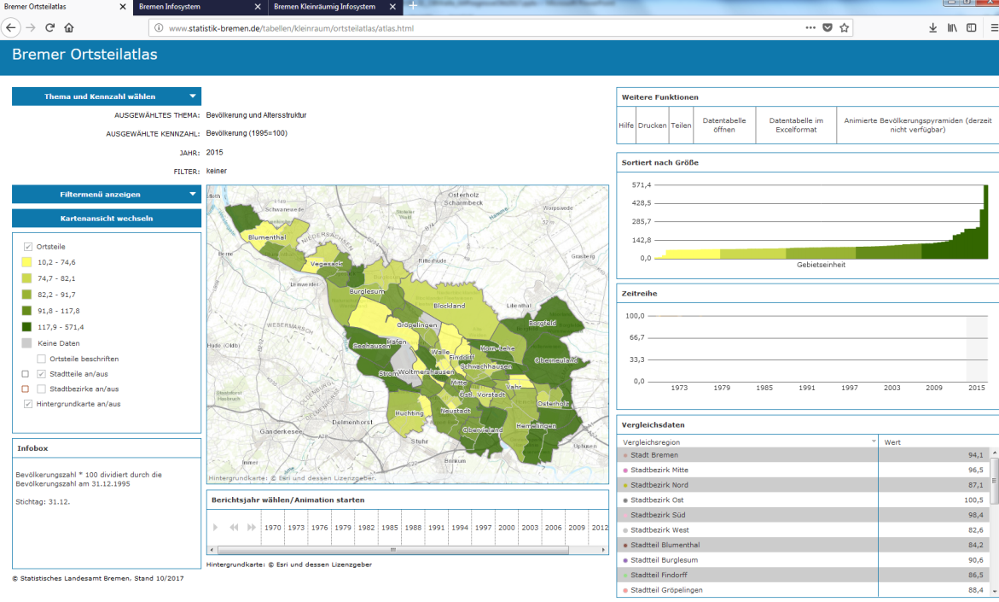 Bremer Ortsteilatlas
Bremen Infosystem
Bremen Kleinräumig Infosystem
www.statistik-bremen.de/tabellen/kleinraum/ortsteilatlas/atlas.html
Bremer Ortsteilatlas
Thema und Kennzahl wählen
AUSGEWÄHLTES THEMA: Bevölkerung und Altersstruktur
AUSGEWÄHLTE KENNZAHL: Bevölkerung (1995=100)
JAHR: 2015
FILTER: keiner
Filtermenü anzeigen
Kartenansicht wechseln
Ortsteile
10,2 - 74,6
74,7 - 82,1
82,2 - 91,7
91,8 - 117,8
117,9 - 571,4
Keine Daten
Ortsteile beschriften
Stadtteile an/aus
Stadtbezirke an/aus
Hintergrundkarte an/aus
Infobox
Bevölkerungszahl * 100 dividiert durch die
Bevölkerungszahl am 31.12.1995
Stichtag: 31.12.
© Statistisches Landesamt Bremen, Stand 10/2017
Osterholz
Scharmbeck
Schwanewede
Worpswede
Blumenthal
NIEDERSACHSEN
Berne
Vegesack
Ritterhude
Grasberg
Lemwerder
Burglesum
Blockland
Lilienthal
WESERMARSCH
Gröpelingen
Borgfeld
Hude (Oldb)
Seehausen
Häfen
Walle
Findorff
Horn-Lehe
Oberneuland
Schwachhausen
Strom
Woltmershausen
Mitte
Vahr
Östl. Vorstadt
Osterholz
Huchting
Neustadt
Delmenhorst
Obervieland
Hemelingen
Ganderkesee
Stuhr
Brinkum
Hintergrundkarte: © Esri und dessen Lizenzgeber.
Berichtsjahr wählen/Animation starten
1970 1973 1976 1979 1982 1985 1988 1991 1994 1997 2000 2003 2006 2009 2012
Hintergrundkarte: © Esri und dessen Lizenzgeber
Weitere Funktionen
Hilfe
Drucken
Teilen
Datentabelle öffnen
Datentabelle im Excelformat
Animierte Bevölkerungspyramiden (derzeit nicht verfügbar)
Sortiert nach Größe
571,4
428,5
285,7
142,8
0,0
Gebietseinheit
Zeitreihe
100,0
66,7
33,3
0,0
1973 1979 1985 1991 1997 2003 2009 2015
Vergleichsdaten
Vergleichsregion Wert
Stadt Bremen 94,1
Stadtbezirk Mitte 96,5
Stadtbezirk Nord 87,1
Stadtbezirk Ost 100,5
Stadtbezirk Süd 98,4
Stadtbezirk West 82,6
Stadtteil Blumenthal 84,2
Stadtteil Burglesum 90,6
Stadtteil Findorff 86,5
Stadtteil Gröpelingen 88,4